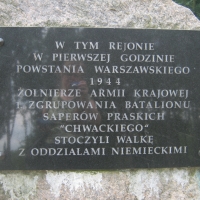 W TYM REJONIE
W PIERWSZEJ GODZINIE
POWSTANIA WARSZAWSKIEGO
1944
ŻOŁNIERZE ARMII KRAJOWEJ
I ZGRUPOWANIA BATALIONU
SAPERÓW PRASKICH
"CHWACKIEGO"
STOCZYLI WALKĘ
Z ODDZIAŁAMI NIEMIECKIMI